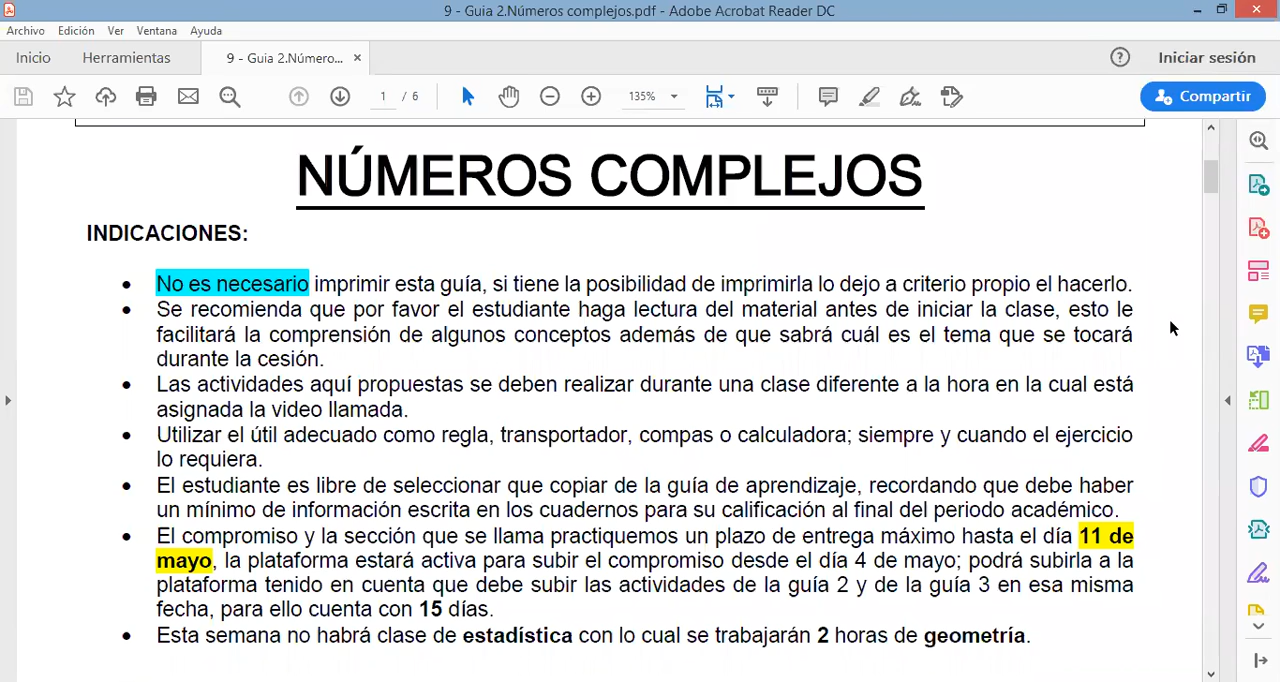 9 - Guia 2.Números complejos.pdf - Adobe Acrobat Reader DC
Archivo Edición Ver Ventana Ayuda
Inicio Herramientas 9 - Guia 2.Número... × Iniciar sesión
1 / 6 135% Compartir
NÚMEROS COMPLEJOS
INDICACIONES:
• No es necesario imprimir esta guía, si tiene la posibilidad de imprimirla lo dejo a criterio propio el hacerlo.
• Se recomienda que por favor el estudiante haga lectura del material antes de iniciar la clase, esto le
facilitará la comprensión de algunos conceptos además de que sabrá cuál es el tema que se tocará
durante la cesión.
• Las actividades aquí propuestas se deben realizar durante una clase diferente a la hora en la cual está
asignada la video llamada.
• Utilizar el útil adecuado como regla, transportador, compas o calculadora; siempre y cuando el ejercicio
lo requiera.
• El estudiante es libre de seleccionar que copiar de la guía de aprendizaje, recordando que debe haber
un mínimo de información escrita en los cuadernos para su calificación al final del periodo académico.
• El compromiso y la sección que se llama practiquemos un plazo de entrega máximo hasta el día 11 de
mayo, la plataforma estará activa para subir el compromiso desde el día 4 de mayo; podrá subirla a la
plataforma tenido en cuenta que debe subir las actividades de la guía 2 y de la guía 3 en esa misma
fecha, para ello cuenta con 15 días.
• Esta semana no habrá clase de estadística con lo cual se trabajarán 2 horas de geometría.